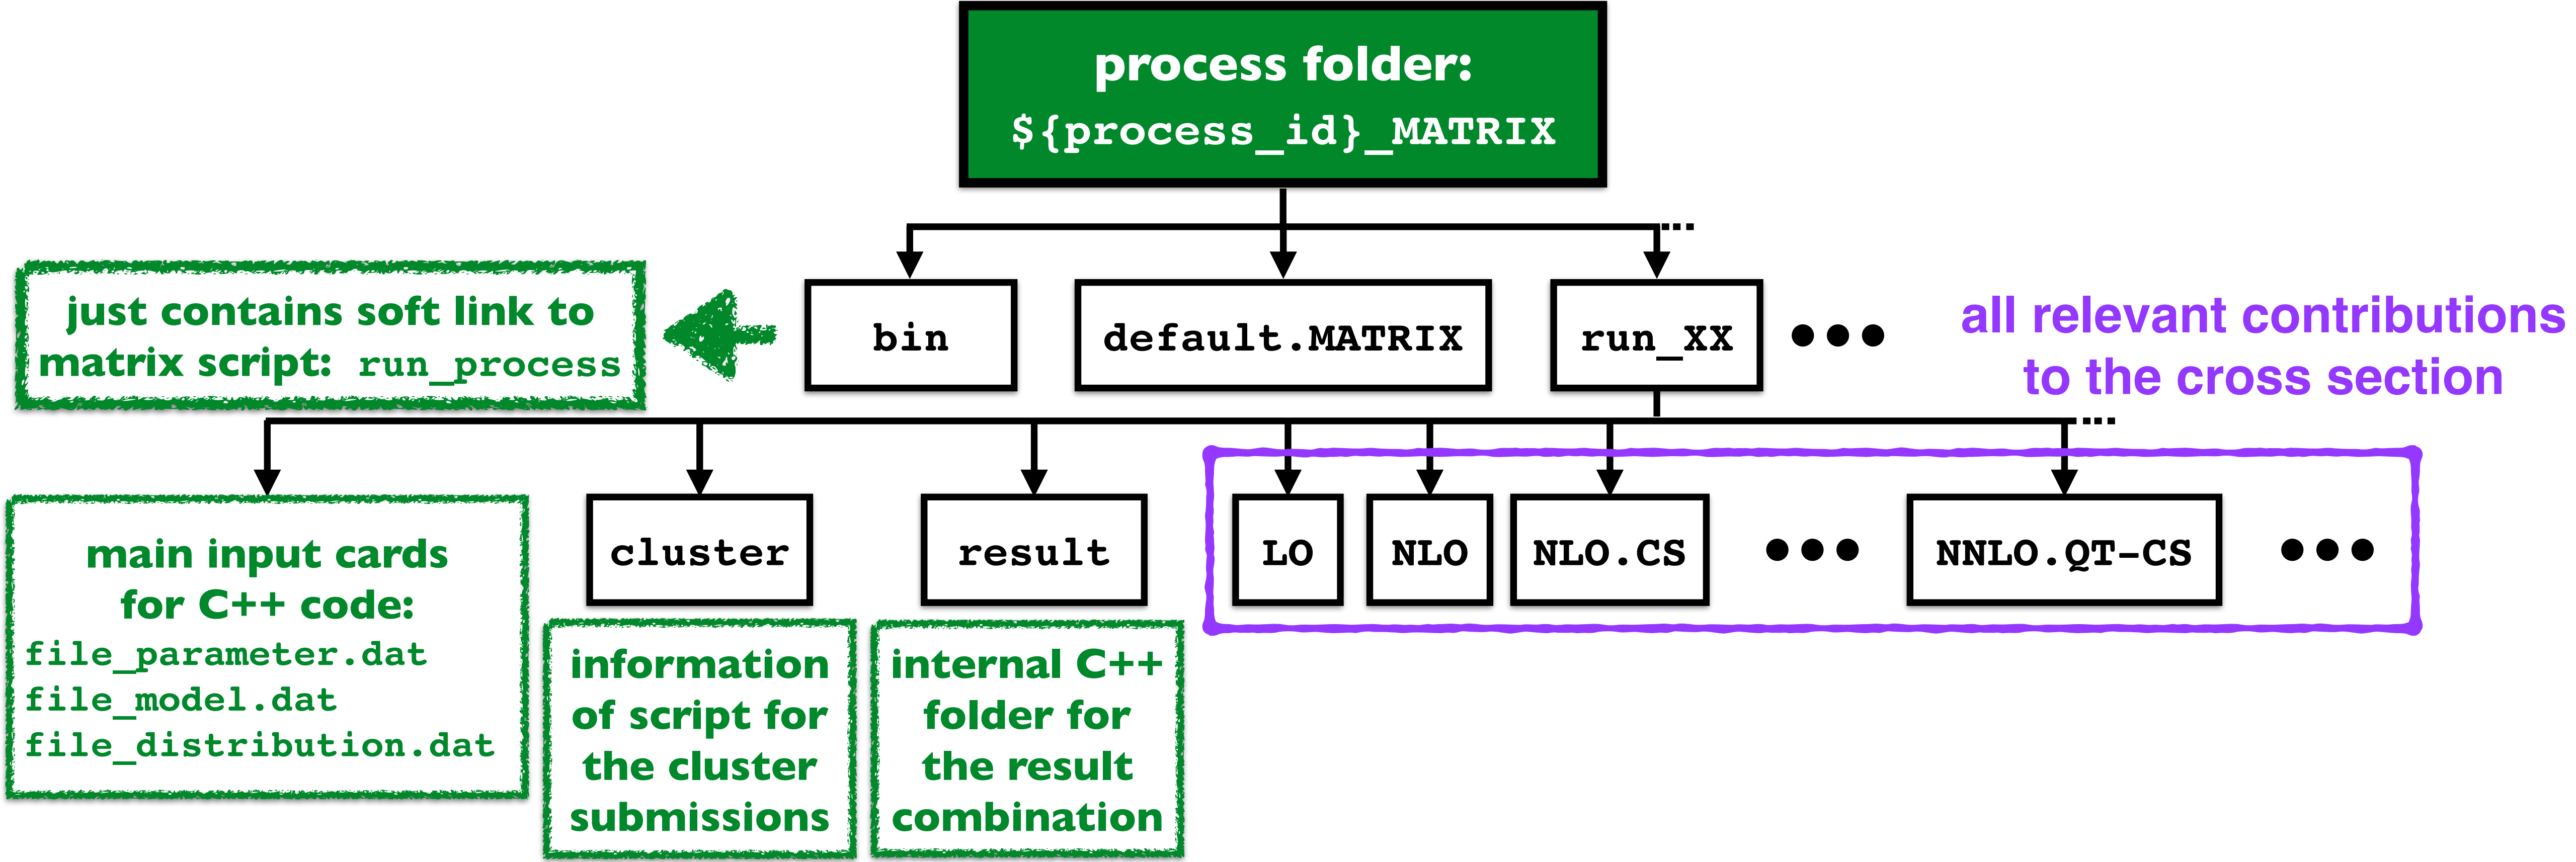 process folder:
${process_id}_MATRIX
just contains soft link to
matrix script: run_process
bin
default.MATRIX
run_XX
•••
all relevant contributions
to the cross section
main input cards
for C++ code:
file_parameter.dat
file_model.dat
file_distribution.dat
cluster
information
of script for
the cluster
submissions
result
internal C++
folder for
the result
combination
LO
NLO
NLO.CS
•••
NNLO.QT-CS
•••